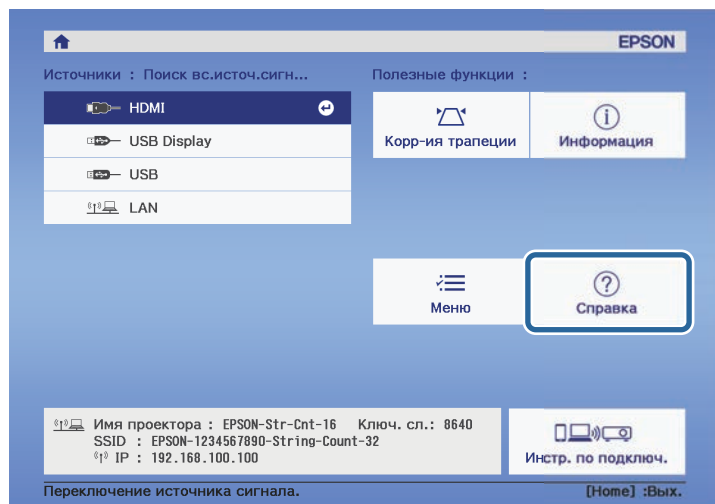 EPSON
Источники : Поиск вс.источ.сигн...
Полезные функции :
HDMI
USB Display
USB
LAN
Корр-ия трапеции
Информация
Меню
Справка
Имя проектора : EPSON-Str-Cnt-16 Ключ. сл.: 8640
SSID : EPSON-1234567890-String-Count-32
IP : 192.168.100.100
Инстр. по подключ.
Переключение источника сигнала.
[Home] :Вых.